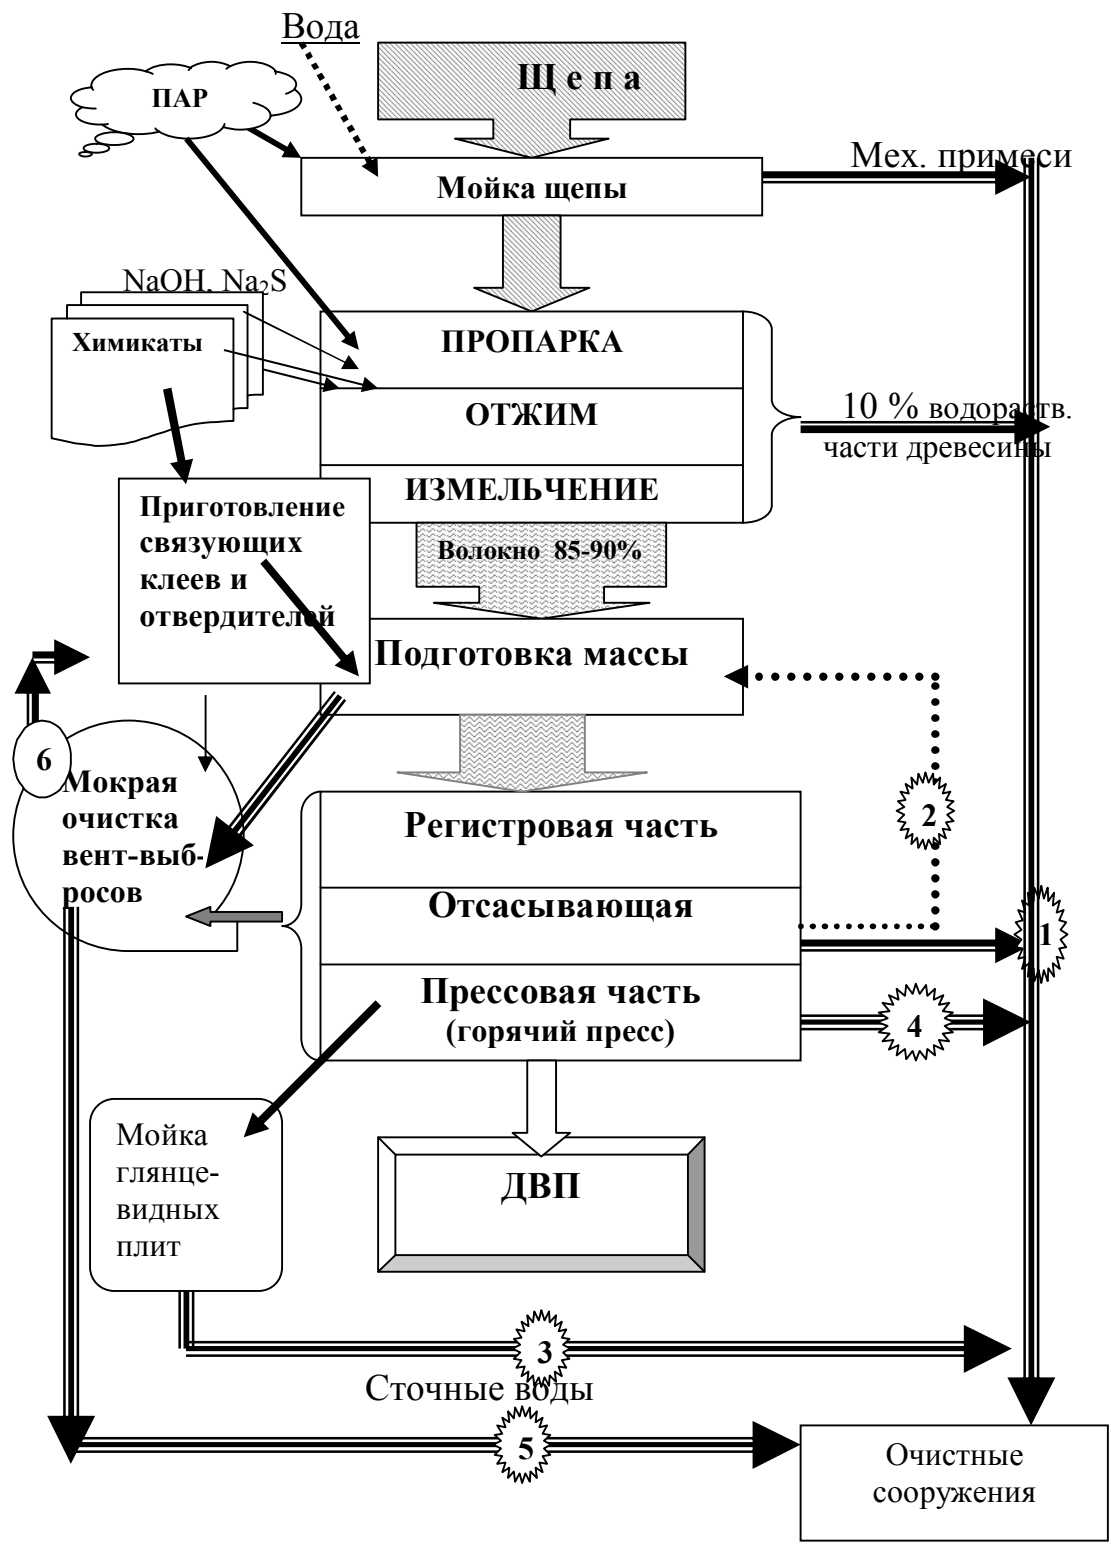 Вода
Щ е п а
ПАР
Мех. примеси
Мойка щепы
NaOH, Na₂S
Химикаты
ПРОПАРКА
ОТЖИМ
10 % водораств.
части древесины
ИЗМЕЛЬЧЕНИЕ
Приготовление
связующих
клеев и
отвердителей
Волокно 85-90%
Подготовка массы
6
Мокрая
очистка
вент-выб-
росов
2
Регистровая часть
Отсасывающая
1
Прессовая часть
(горячий пресс)
4
Мойка
глянце-
видных
плит
ДВП
3
Сточные воды
5
Очистные
сооружения